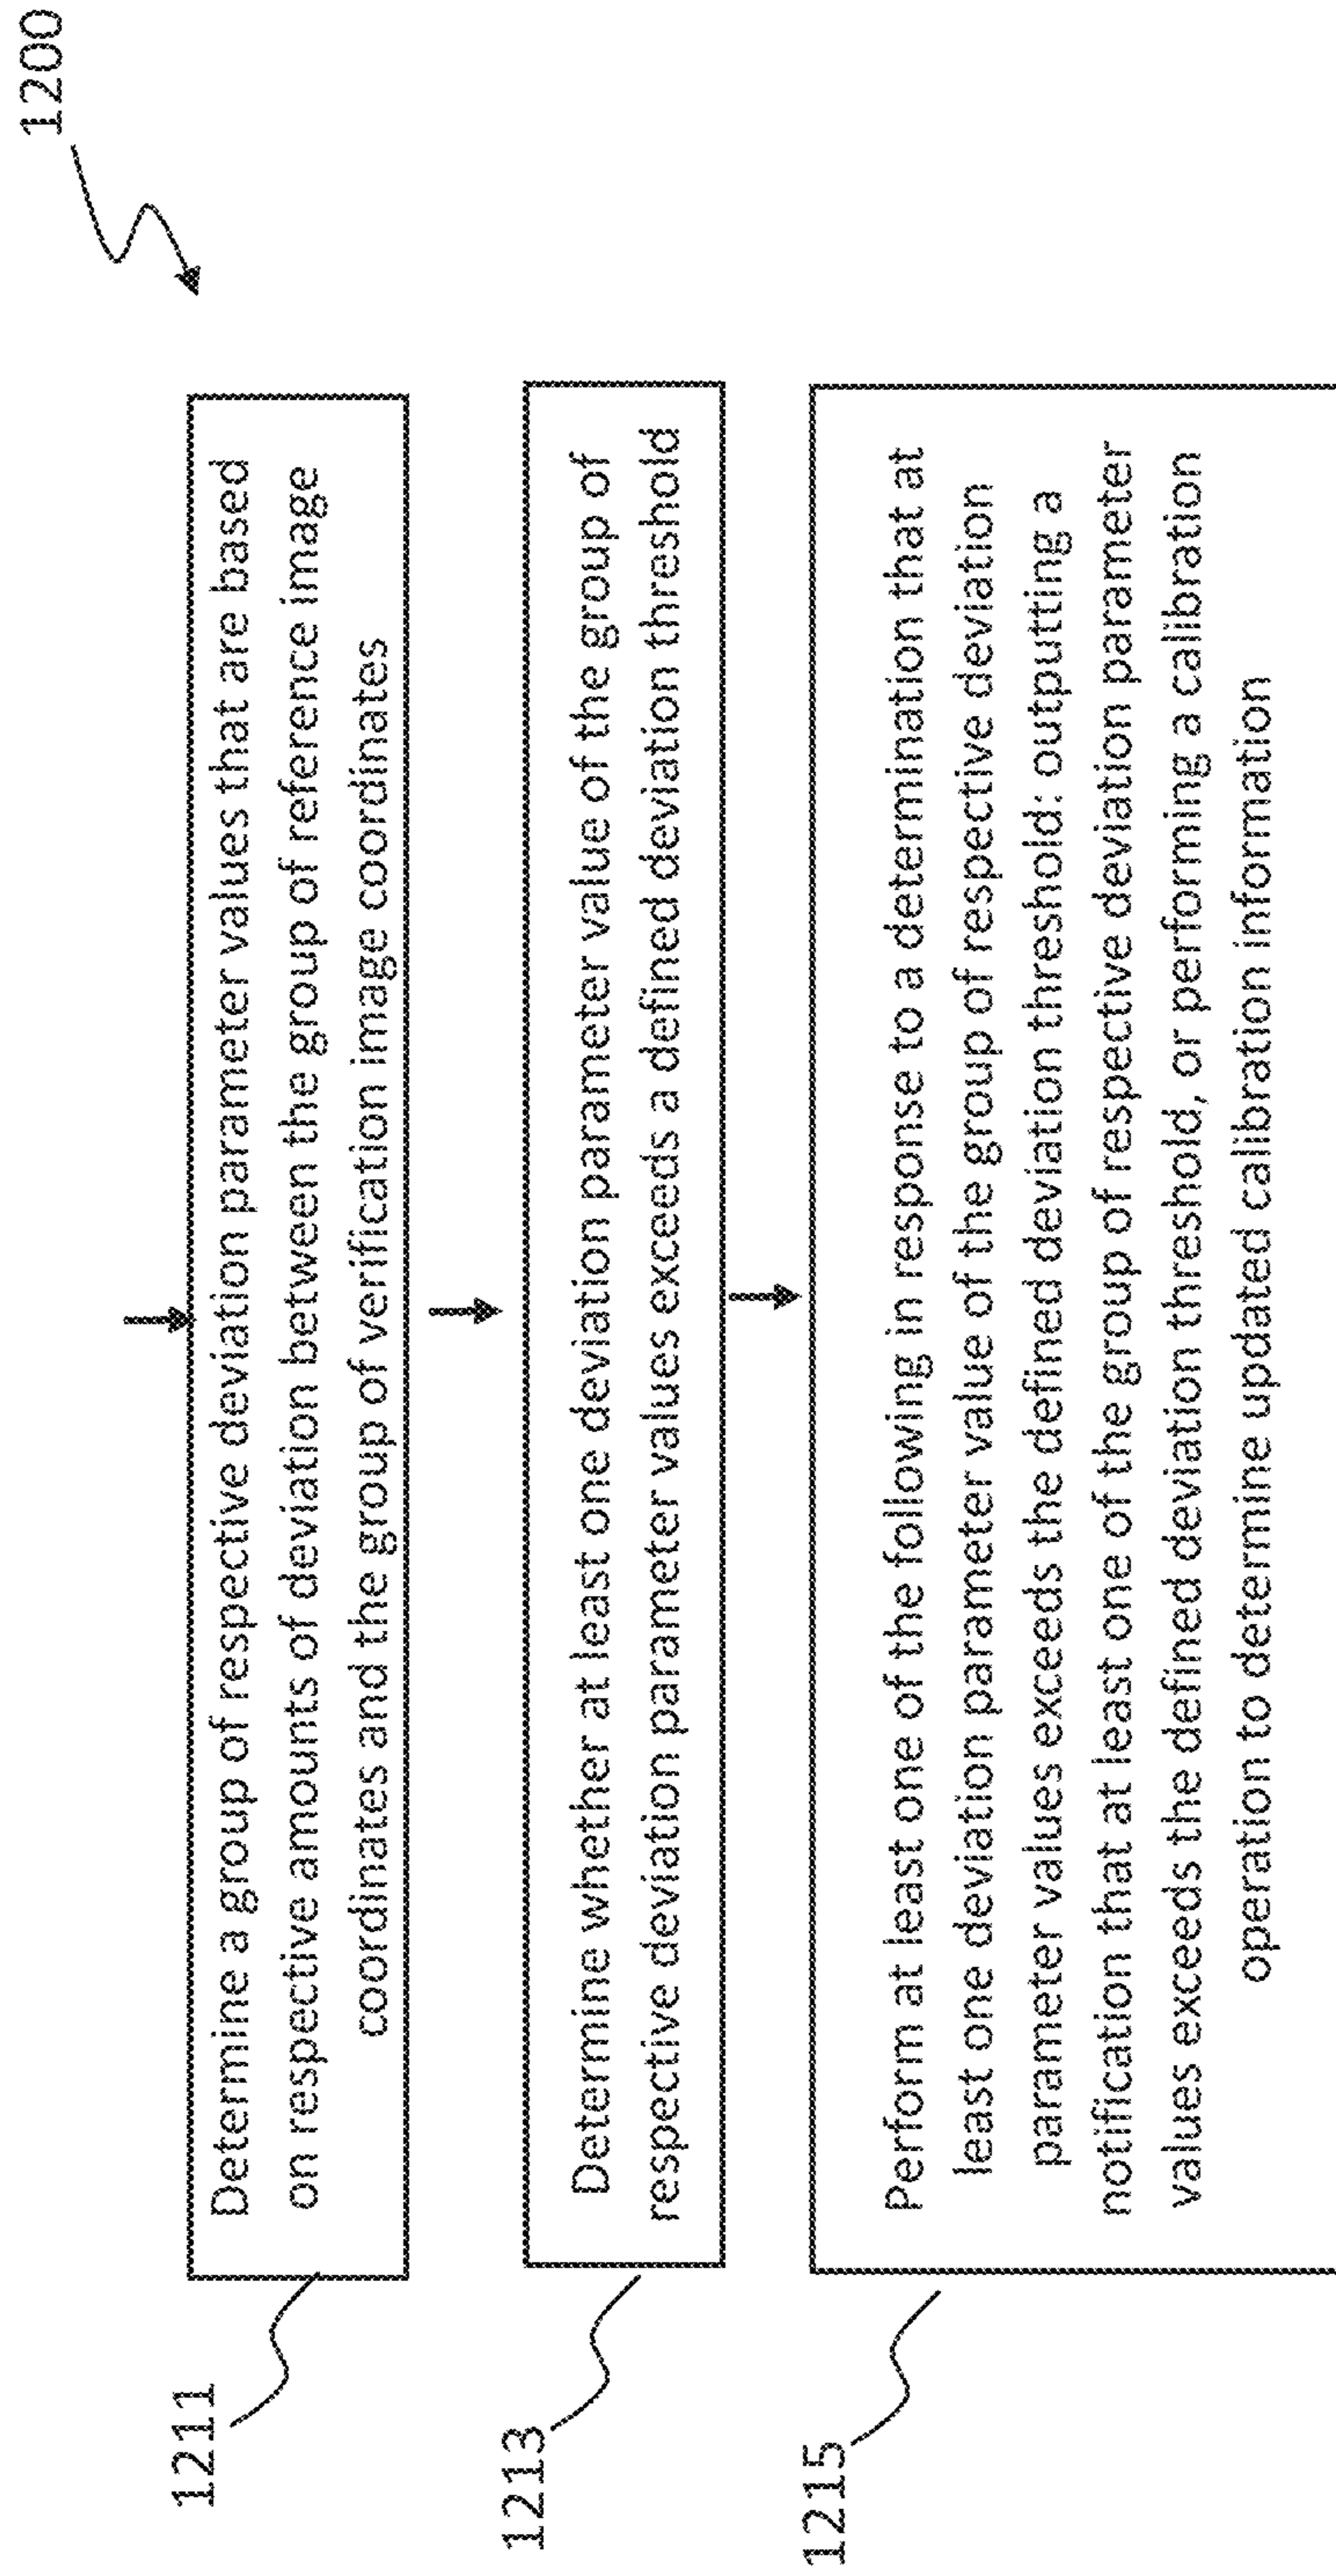 1200
1211
Determine a group of respective deviation parameter values that are based
on respective amounts of deviation between the group of reference image
coordinates and the group of verification image coordinates
1213
Determine whether at least one deviation parameter value of the group of
respective deviation parameter values exceeds a defined deviation threshold
1215
Perform at least one of the following in response to a determination that at
least one deviation parameter value of the group of respective deviation
parameter values exceeds the defined deviation threshold: outputting a
notification that at least one of the group of respective deviation parameter
values exceeds the defined deviation threshold, or performing a calibration
operation to determine updated calibration information